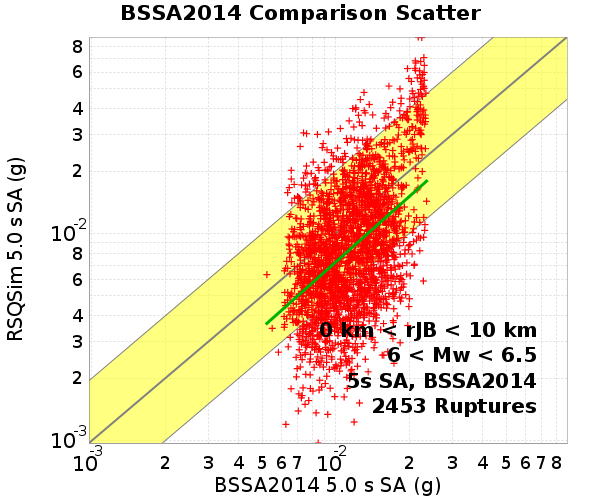 BSSA2014 Comparison Scatter
RSQSim 5.0 s SA (g)
8
6
4
3
2
10-2
8
6
4
3
2
10-3
0 km < rJB < 10 km
6 < Mw < 6.5
5s SA, BSSA2014
2453 Ruptures
10-3 2 3 4 5 6 7 10-2 2 3 4 5 6 7 8
BSSA2014 5.0 s SA (g)